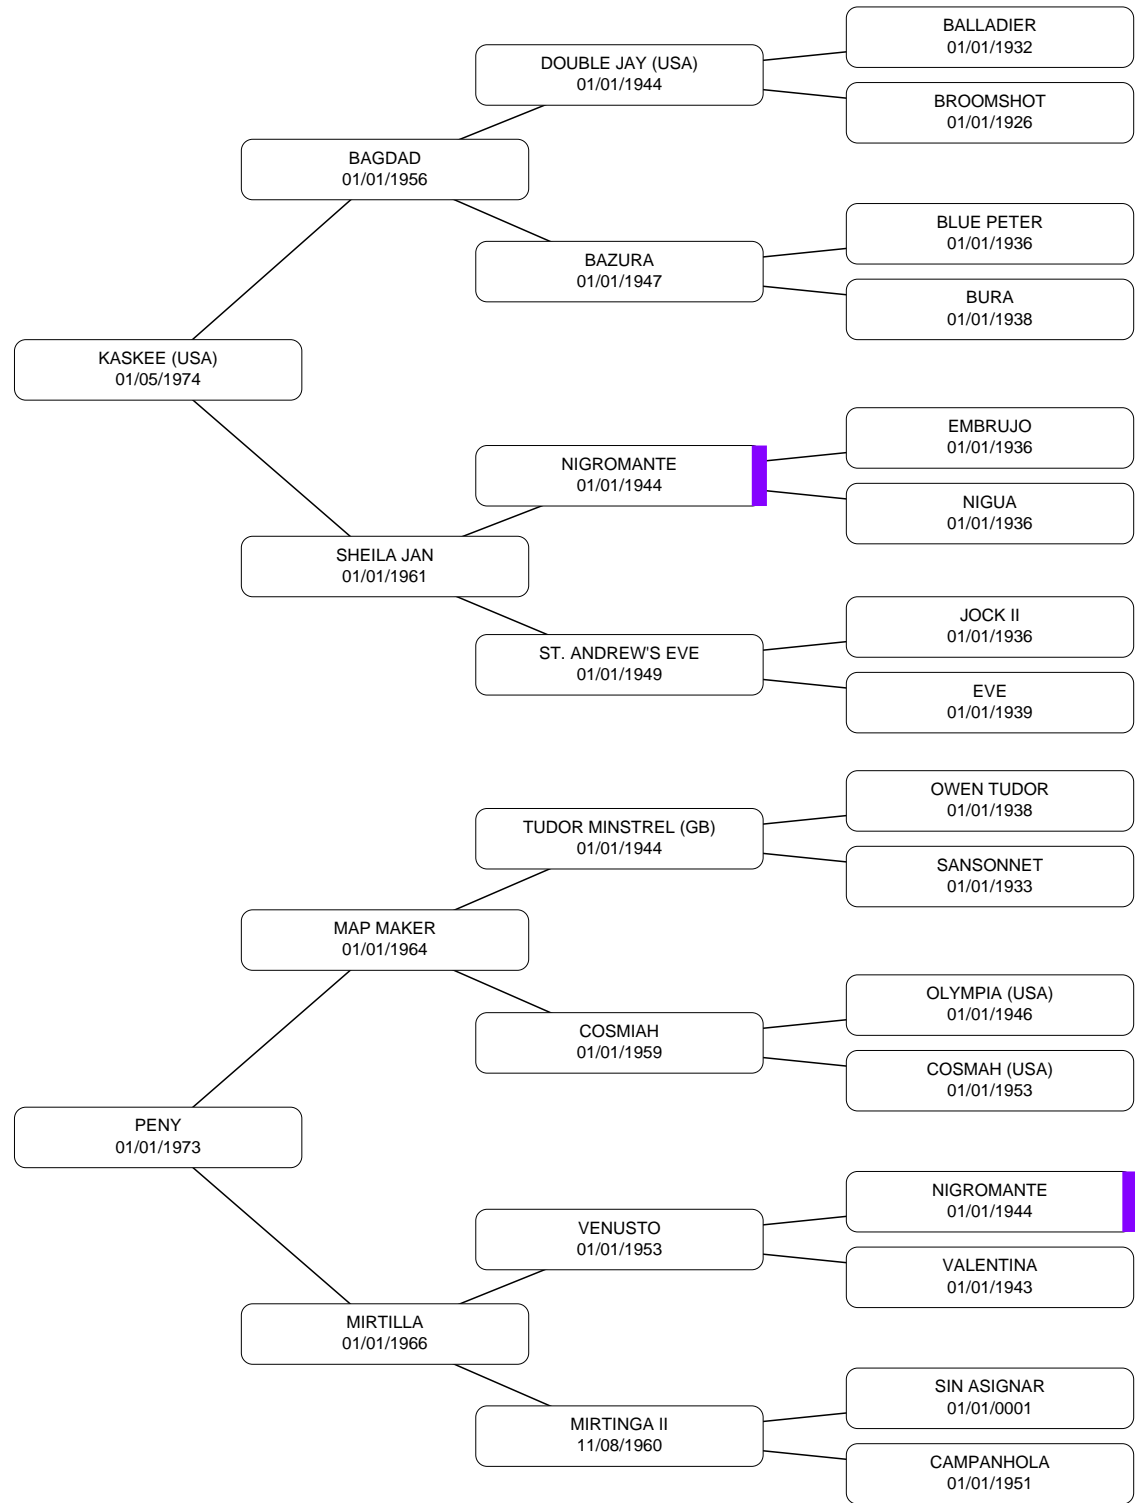 BALLADIER
01/01/1932
DOUBLE JAY (USA)
01/01/1944
BROOMSHOT
01/01/1926
BAGDAD
01/01/1956
BLUE PETER
01/01/1936
BAZURA
01/01/1947
BURA
01/01/1938
KASKEE (USA)
01/05/1974
EMBRUJO
01/01/1936
NIGROMANTE
01/01/1944
NIGUA
01/01/1936
SHEILA JAN
01/01/1961
JOCK II
01/01/1936
ST. ANDREW'S EVE
01/01/1949
EVE
01/01/1939
OWEN TUDOR
01/01/1938
TUDOR MINSTREL (GB)
01/01/1944
SANSONNET
01/01/1933
MAP MAKER
01/01/1964
OLYMPIA (USA)
01/01/1946
COSMIAH
01/01/1959
COSMAH (USA)
01/01/1953
PENY
01/01/1973
NIGROMANTE
01/01/1944
VENUSTO
01/01/1953
VALENTINA
01/01/1943
MIRTILLA
01/01/1966
SIN ASIGNAR
01/01/0001
MIRTINGA II
11/08/1960
CAMPANHOLA
01/01/1951